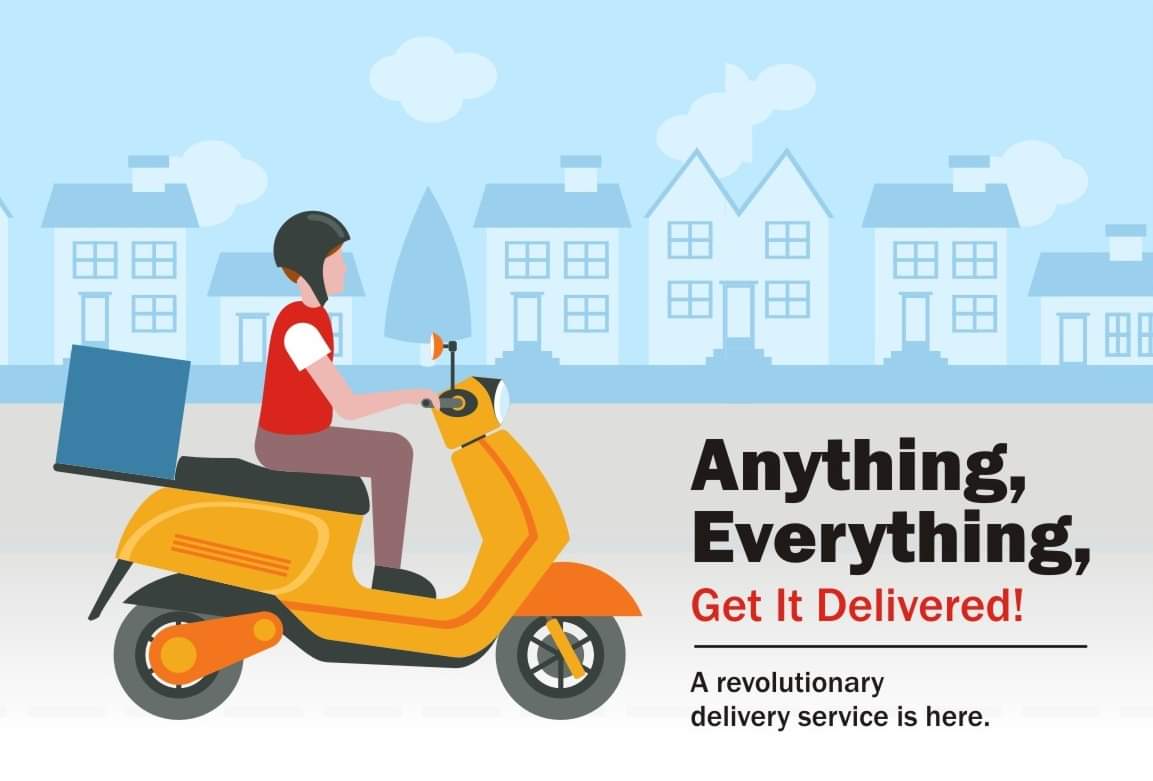 Anything,
Everything,
Get It Delivered!
A revolutionary
delivery service is here.